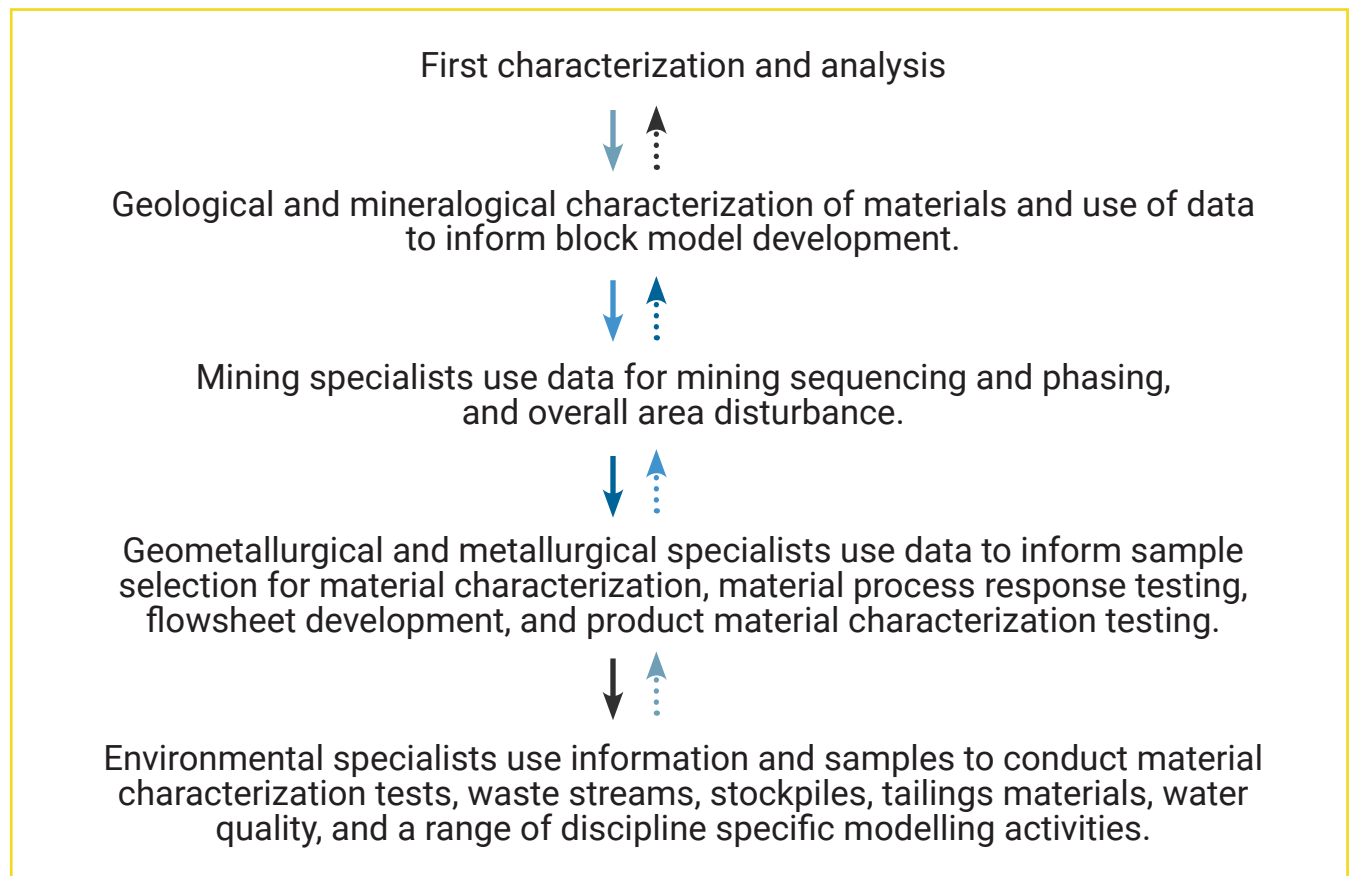 First characterization and analysis
Geological and mineralogical characterization of materials and use of data
to inform block model development.
Mining specialists use data for mining sequencing and phasing,
and overall area disturbance.
Geometallurgical and metallurgical specialists use data to inform sample
selection for material characterization, material process response testing,
flowsheet development, and product material characterization testing.
Environmental specialists use information and samples to conduct material
characterization tests, waste streams, stockpiles, tailings materials, water
quality, and a range of discipline specific modelling activities.